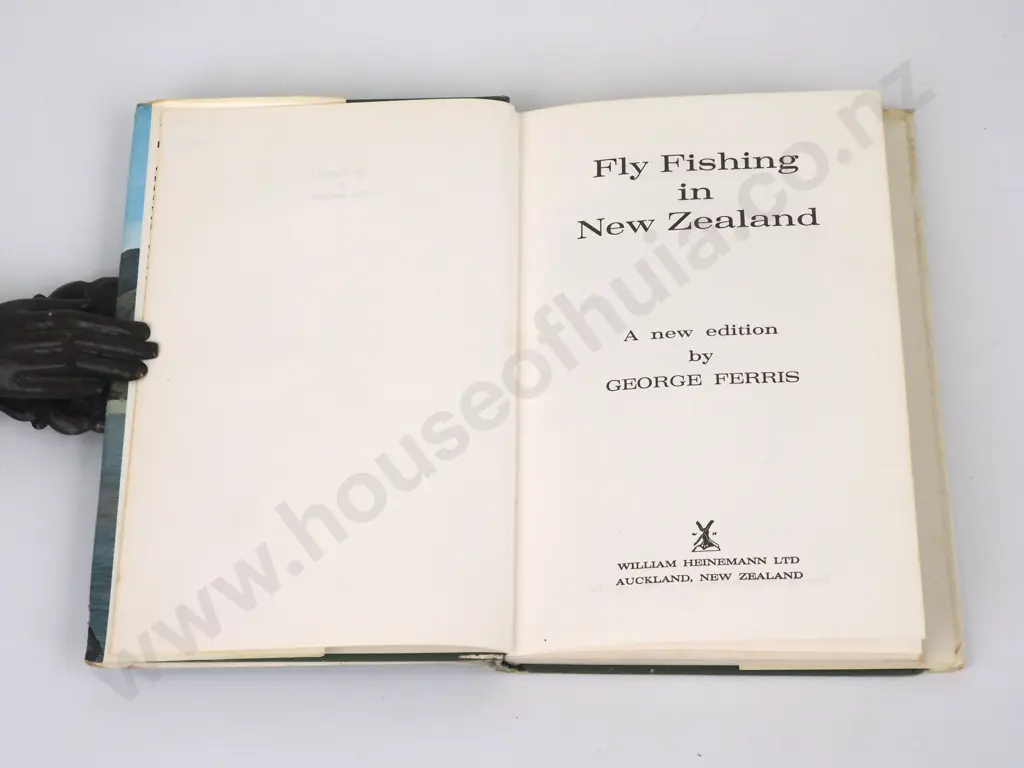 Fly Fishing
in
New Zealand
A new edition
by
GEORGE FERRIS
W H
WILLIAM HEINEMANN LTD
AUCKLAND, NEW ZEALAND
www.houseofhuia.co.nz